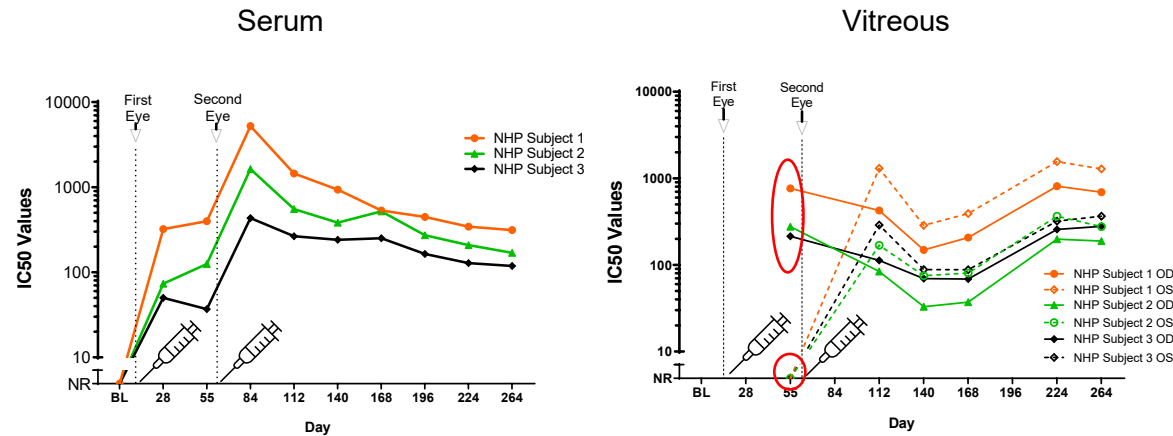 Serum
Vitreous
First
Eye
Second
Eye
IC50 Values
10000
1000
100
10
NR
BL 28 55 84 112 140 168 196 224 264
Day
NHP Subject 1
NHP Subject 2
NHP Subject 3
First
Eye
Second
Eye
IC50 Values
10000
1000
100
10
NR
BL 28 55 84 112 140 168 196 224 264
Day
NHP Subject 1 OD
NHP Subject 1 OS
NHP Subject 2 OD
NHP Subject 2 OS
NHP Subject 3 OD
NHP Subject 3 OS